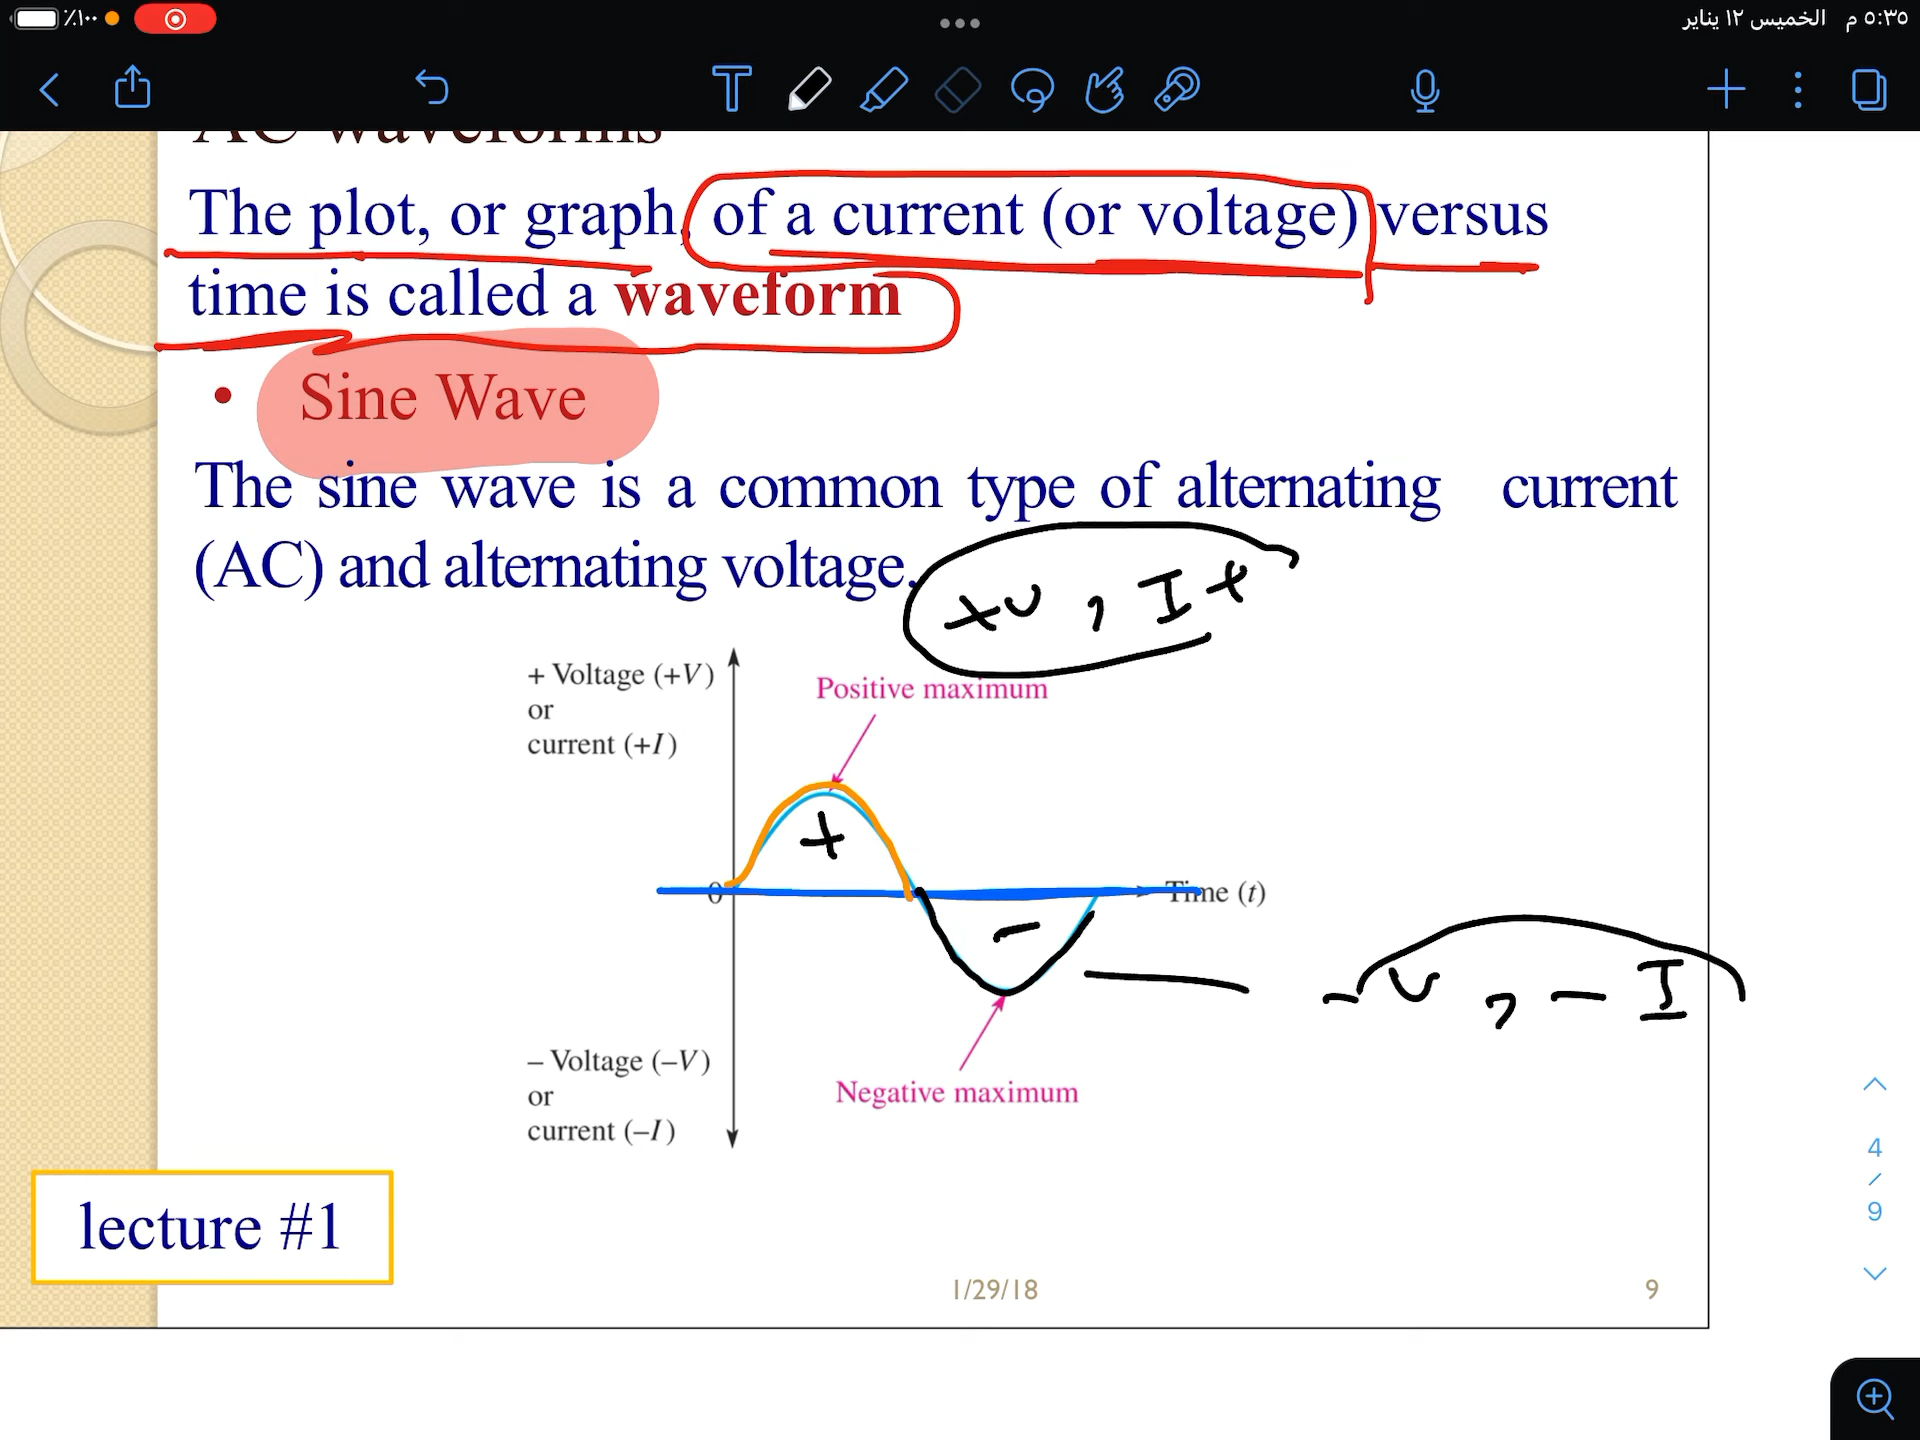 ٪١٠٠
٥:٣٥ م الخميس ١٢ يناير
AC waveforms
The plot, or graph, of a current (or voltage) versus
time is called a waveform
• Sine Wave
The sine wave is a common type of alternating current
(AC) and alternating voltage.
+V , I+
+ Voltage (+V)
or
current (+I)
Positive maximum
+
0
Time (t)
−
-V , - I
– Voltage (–V)
or
current (–I)
Negative maximum
4
/
9
lecture #1
1/29/18
9